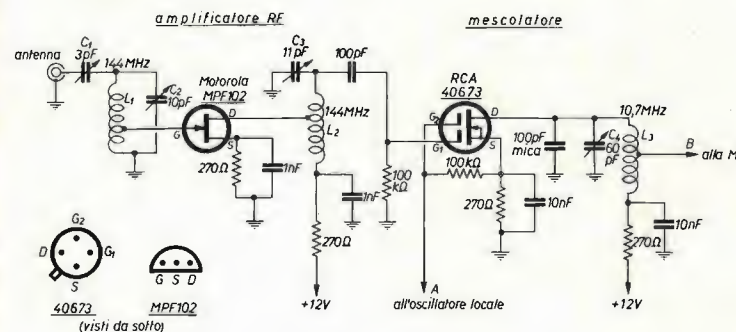 amplificatore RF
mescolatore
antenna
C1
3pF
144MHz
L1
C2
10pF
Motorola
MPF102
G
D
S
270Ω
1nF
C3
11pF
100pF
144MHz
L2
1nF
270Ω
+12V
100
kΩ
RCA
40673
G2
G1
D
S
100kΩ
270Ω
10nF
A
all'oscillatore locale
100pF
mica
C4
60
pF
10,7MHz
L3
B
alla M
10nF
270Ω
+12V
G2
D
G1
S
40673
G S D
MPF102
(visti da sotto)